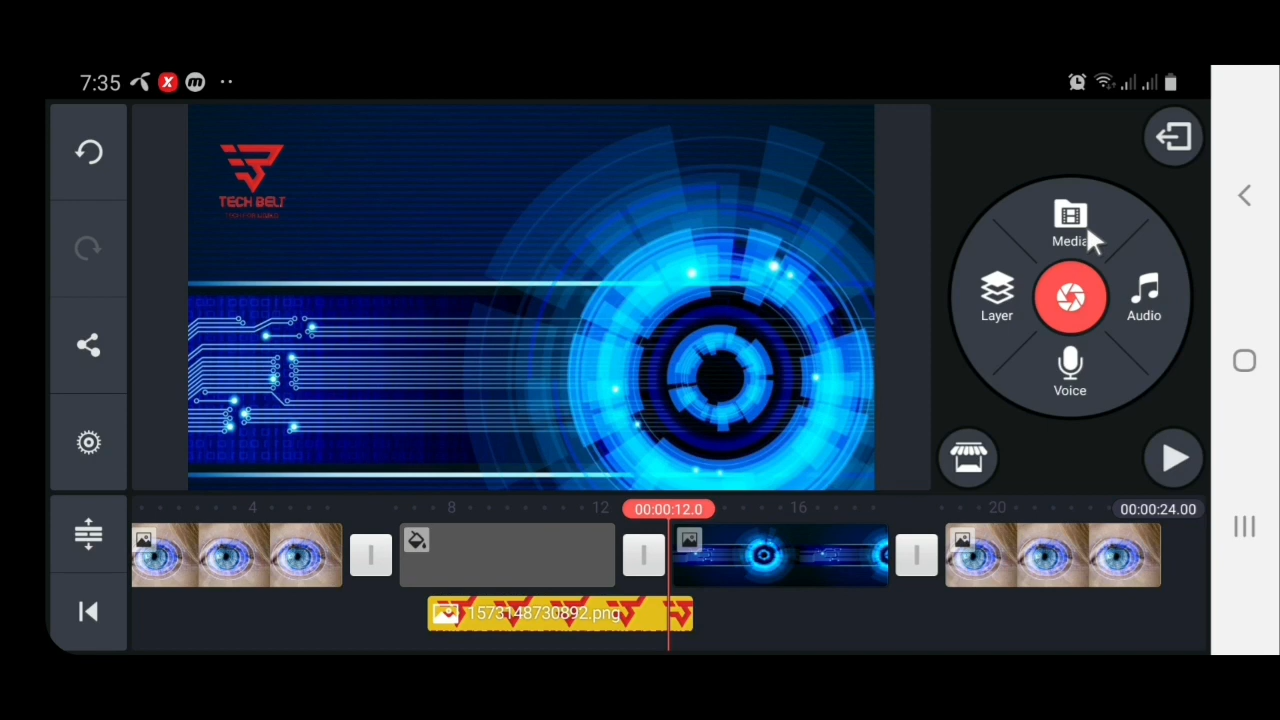 7:35
TECH BELT
Media
Layer
Audio
Voice
4
8
12
00:00:12.0
16
20
00:00:24.00
1573148730892.png